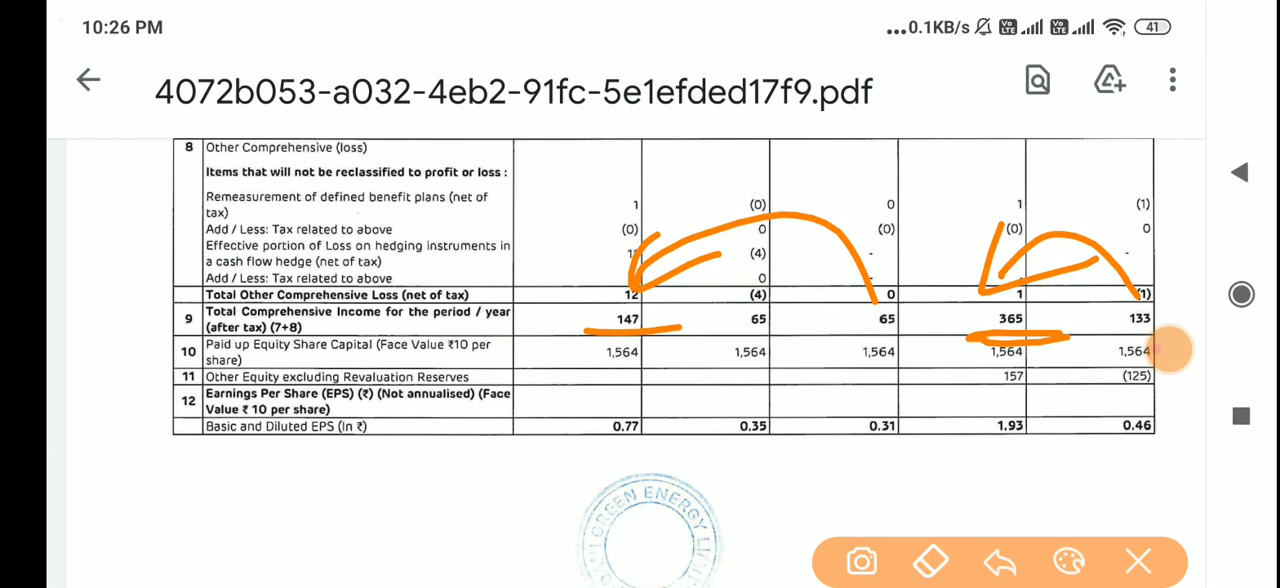 10:26 PM
...0.1KB/s Vo LTE Vo LTE 41
4072b053-a032-4eb2-91fc-5e1efded17f9.pdf
8 Other Comprehensive (loss)
Items that will not be reclassified to profit or loss :
Remeasurement of defined benefit plans (net of
tax) 1 (0) 0 1 (1)
Add / Less: Tax related to above (0) 0 (0) (0) 0
Effective portion of Loss on hedging instruments in
a cash flow hedge (net of tax) (4) - - -
Add / Less: Tax related to above 0
Total Other Comprehensive Loss (net of tax) 12 (4) 0 1 (1)
9 Total Comprehensive Income for the period / year
(after tax) (7+8) 147 65 65 365 133
10 Paid up Equity Share Capital (Face Value ₹10 per
share) 1,564 1,564 1,564 1,564 1,564
11 Other Equity excluding Revaluation Reserves 157 (125)
12 Earnings Per Share (EPS) (₹) (Not annualised) (Face
Value ₹ 10 per share)
Basic and Diluted EPS (In ₹) 0.77 0.35 0.31 1.93 0.46
GREEN ENERGY